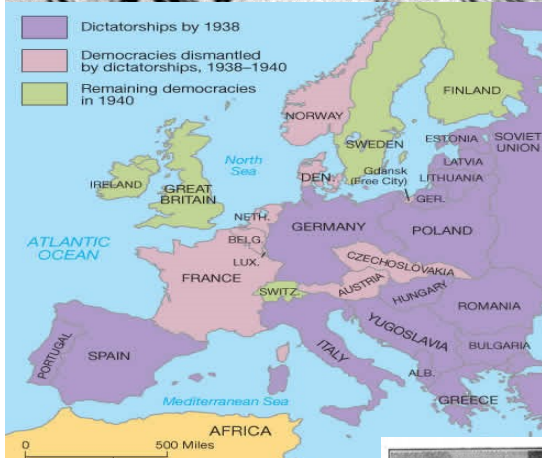 Dictatorships by 1938
Democracies dismantled
by dictatorships, 1938–1940
Remaining democracies
in 1940
FINLAND
NORWAY
SWEDEN
ESTONIA
SOVIET
UNION
North
Sea
LATVIA
Gdansk
(Free City)
LITHUANIA
DEN.
IRELAND
GREAT
BRITAIN
GER.
NETH.
GERMANY
POLAND
BELG.
ATLANTIC
OCEAN
LUX.
CZECHOSLOVAKIA
FRANCE
AUSTRIA
SWITZ.
HUNGARY
ROMANIA
YUGOSLAVIA
PORTUGAL
SPAIN
ITALY
BULGARIA
ALB.
Mediterranean Sea
GREECE
AFRICA
0 500 Miles